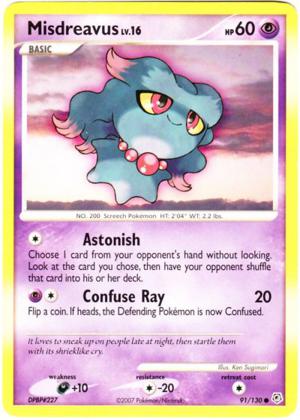 Misdreavus LV.16
HP 60
BASIC
Illus. Ken Sugimori
NO. 200 Screech Pokémon HT: 2'04" WT: 2.2 lbs.
Astonish
Choose 1 card from your opponent's hand without looking.
Look at the card you chose, then have your opponent shuffle
that card into his or her deck.
Confuse Ray 20
Flip a coin. If heads, the Defending Pokémon is now Confused.
It loves to sneak up on people late at night, then startle them
with its shrieklike cry.
weakness resistance retreat cost
+10 -20
DPBP#227 ©2007 Pokémon/Nintendo 91/130